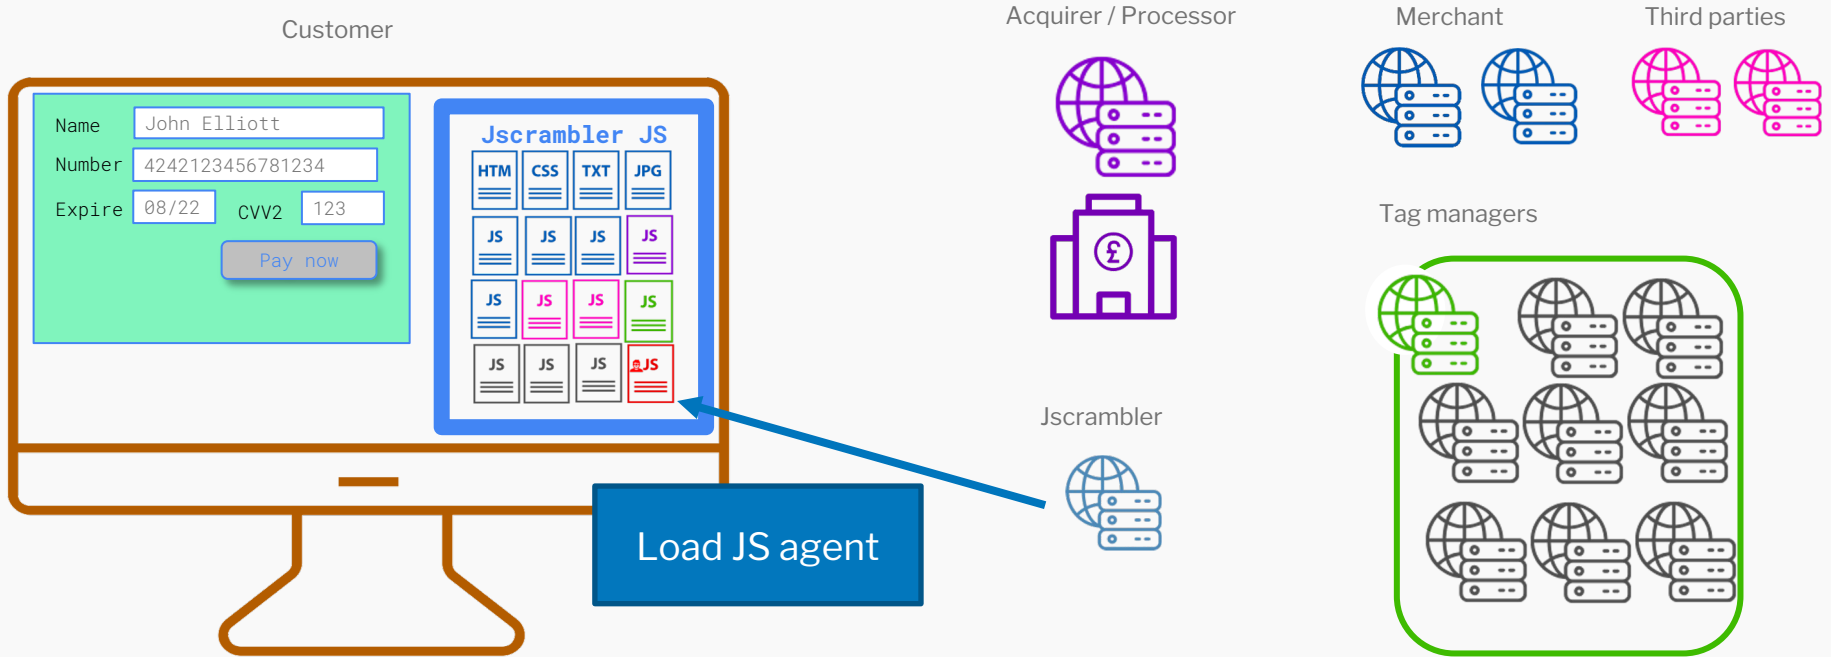 Customer
Acquirer / Processor
Merchant
Third parties
Name
John Elliott
Number
4242123456781234
Expire
08/22
CVV2
123
Pay now
Jscrambler JS
HTM CSS TXT JPG
JS JS JS JS
JS JS JS JS
JS JS JS JS
£
Tag managers
Jscrambler
Load JS agent